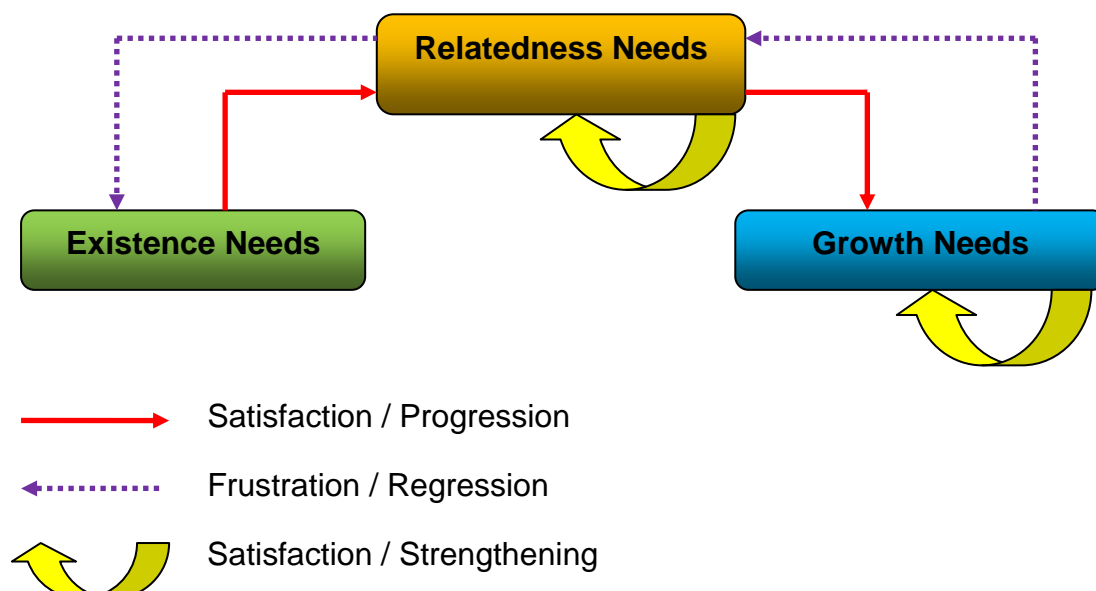 Relatedness Needs
Existence Needs
Growth Needs
Satisfaction / Progression
Frustration / Regression
Satisfaction / Strengthening